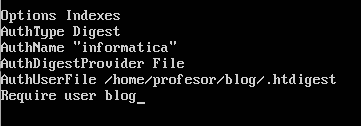 Options Indexes
AuthType Digest
AuthName "informatica"
AuthDigestProvider File
AuthUserFile /home/profesor/blog/.htdigest
Require user blog_